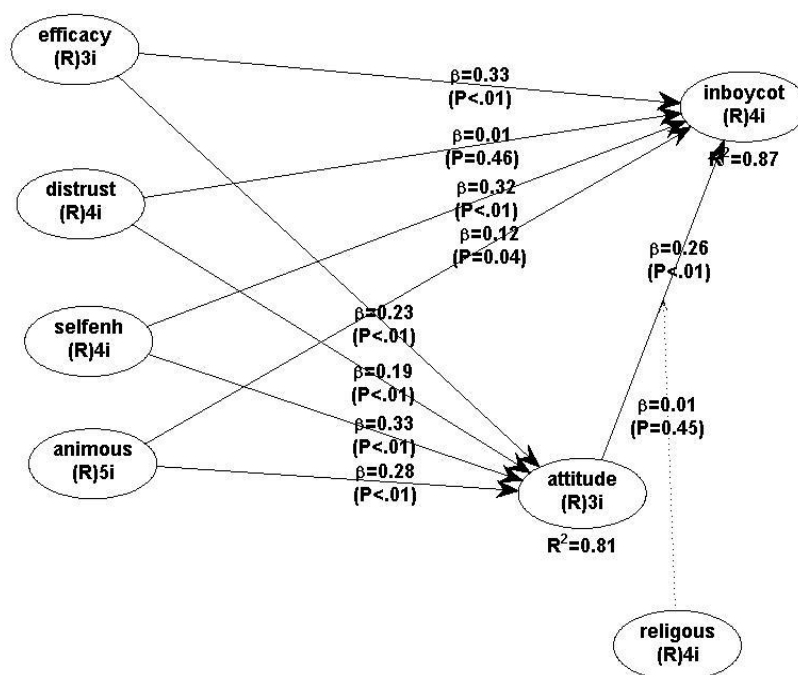 efficacy
(R)3i
β=0.33
(P<.01)
inboycot
(R)4i
R²=0.87
β=0.01
(P=0.46)
distrust
(R)4i
β=0.32
(P<.01)
β=0.12
(P=0.04)
β=0.26
(P<.01)
selfenh
(R)4i
β=0.23
(P<.01)
β=0.19
(P<.01)
β=0.33
(P<.01)
β=0.01
(P=0.45)
animous
(R)5i
β=0.28
(P<.01)
attitude
(R)3i
R²=0.81
religous
(R)4i